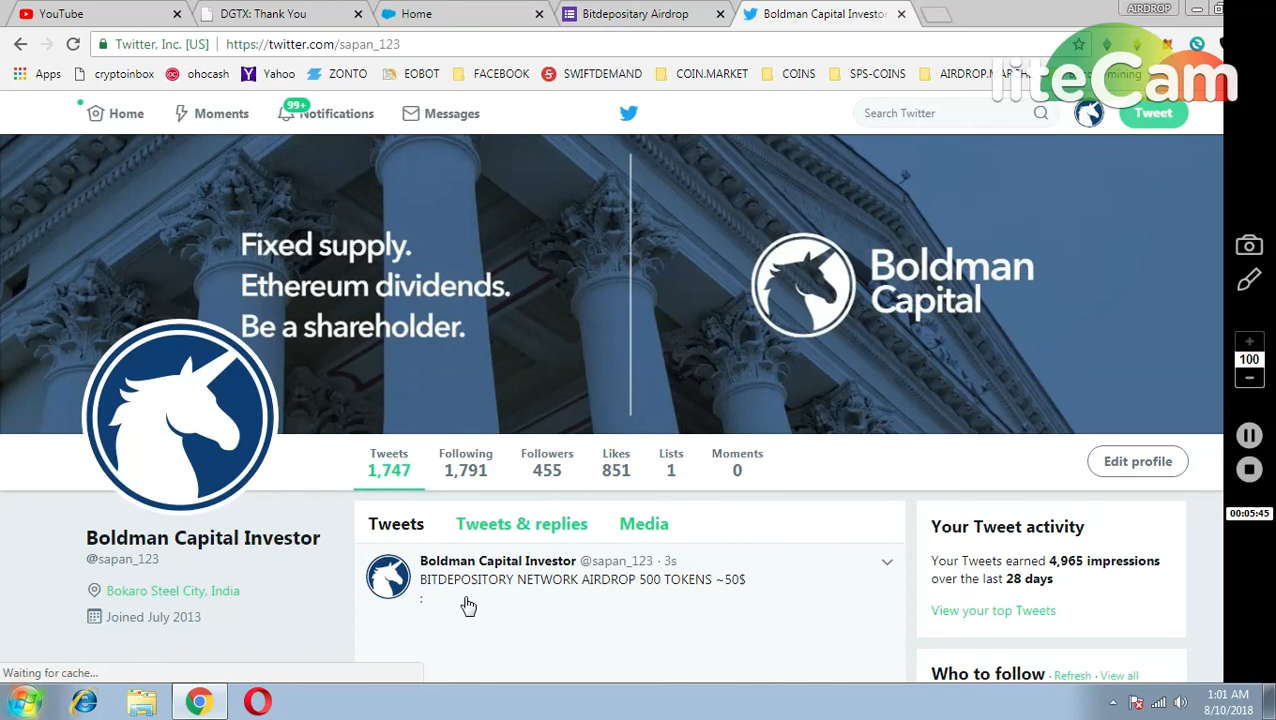 YouTube
DGTX: Thank You
Home
Bitdepositary Airdrop
Boldman Capital Investor
AIRDROP
Twitter, Inc. [US]
https://twitter.com/sapan_123
Apps
cryptoinbox
ohocash
Yahoo
ZONTO
EOBOT
FACEBOOK
SWIFTDEMAND
COIN.MARKET
COINS
SPS-COINS
mining
liteCam
Home
Moments
99+
Notifications
Messages
Search Twitter
Tweet
Fixed supply.
Ethereum dividends.
Be a shareholder.
Boldman
Capital
Tweets
1,747
Following
1,791
Followers
455
Likes
851
Lists
1
Moments
0
Edit profile
100
00:05:45
Boldman Capital Investor
@sapan_123
Bokaro Steel City, India
Joined July 2013
Tweets
Tweets & replies
Media
Boldman Capital Investor @sapan_123 · 3s
BITDEPOSITORY NETWORK AIRDROP 500 TOKENS ~50$
:
Your Tweet activity
Your Tweets earned 4,965 impressions
over the last 28 days
View your top Tweets
Who to follow · Refresh · View all
Waiting for cache...
1:01 AM
8/10/2018